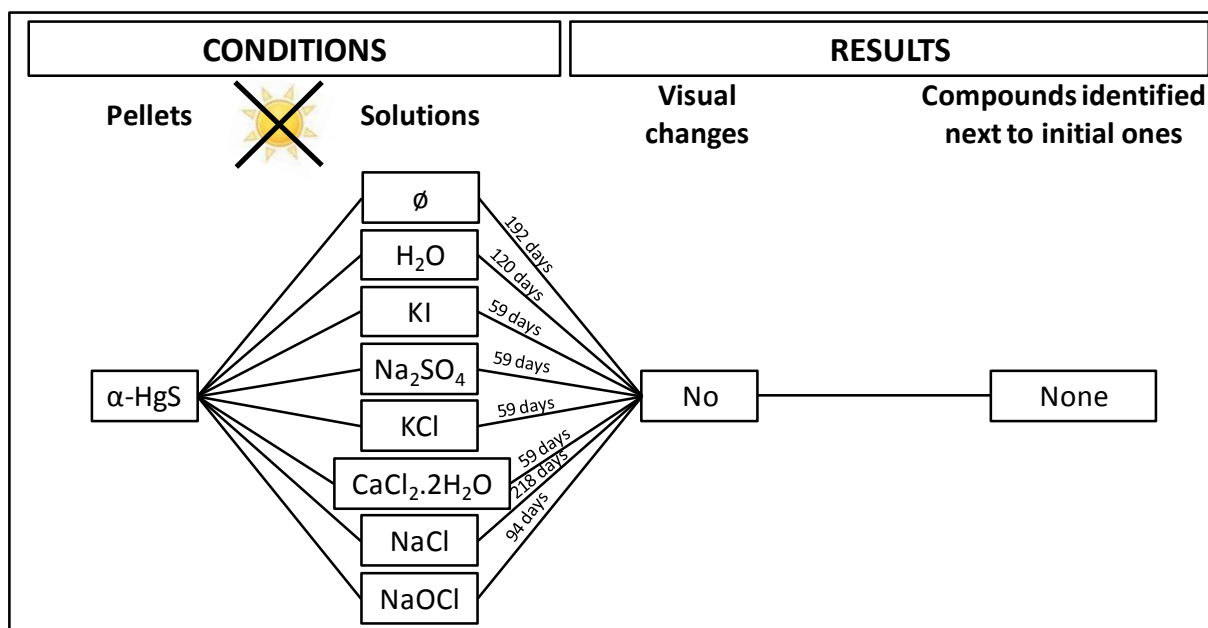 CONDITIONS
RESULTS
Pellets
Solutions
Visual
changes
Compounds identified
next to initial ones
α-HgS
ø
H₂O
KI
Na₂SO₄
KCl
CaCl₂.2H₂O
NaCl
NaOCl
192 days
120 days
59 days
59 days
59 days
59 days
218 days
94 days
No
None